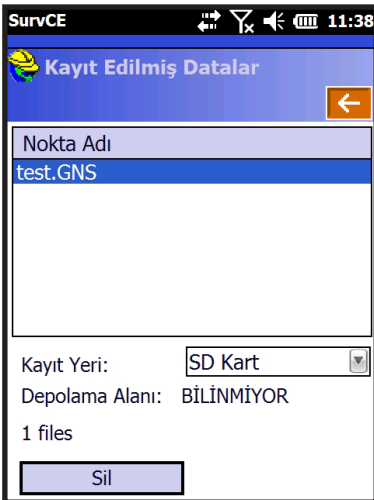 SurvCE 11:38
Kayıt Edilmiş Datalar
Nokta Adı
test.GNS
Kayıt Yeri: SD Kart
Depolama Alanı: BİLİNMİYOR
1 files
Sil